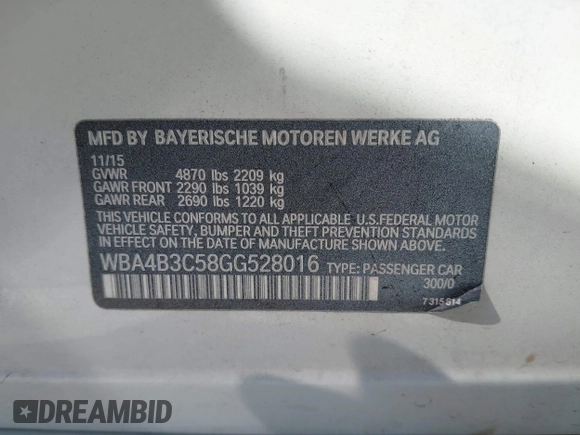 MFD BY BAYERISCHE MOTOREN WERKE AG
11/15
GVWR 4870 lbs 2209 kg
GAWR FRONT 2290 lbs 1039 kg
GAWR REAR 2690 lbs 1220 kg
THIS VEHICLE CONFORMS TO ALL APPLICABLE U.S.FEDERAL MOTOR
VEHICLE SAFETY, BUMPER AND THEFT PREVENTION STANDARDS
IN EFFECT ON THE DATE OF MANUFACTURE SHOWN ABOVE.
WBA4B3C58GG528016 TYPE: PASSENGER CAR
300/0
7 315 814
DREAMBID